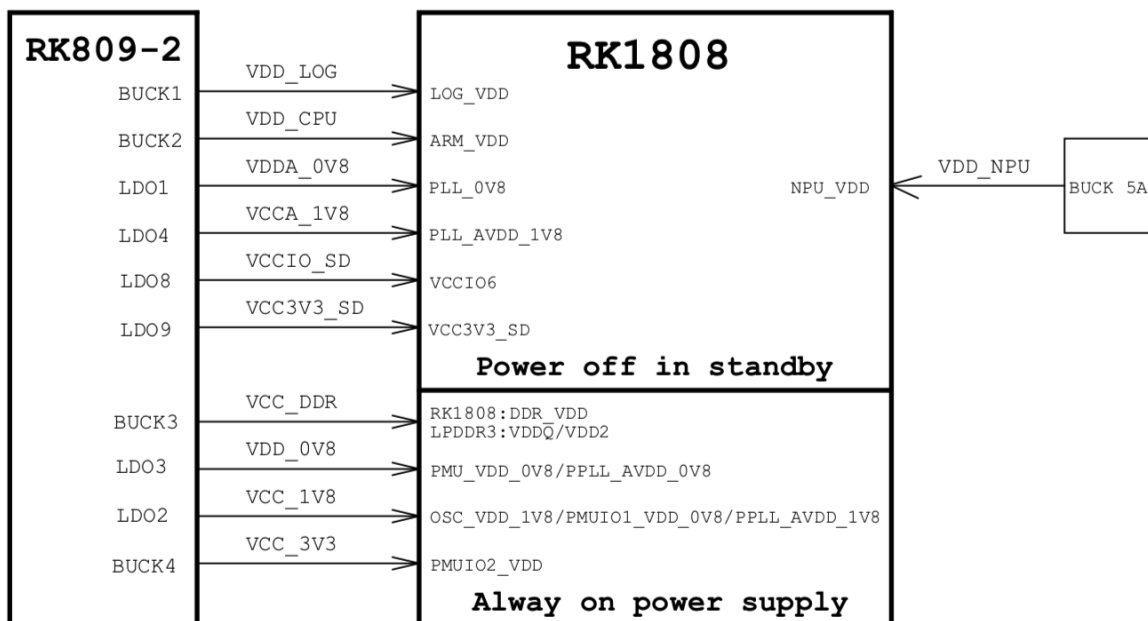 RK809-2
RK1808
BUCK1 VDD_LOG LOG_VDD
BUCK2 VDD_CPU ARM_VDD
LDO1 VDDA_0V8 PLL_0V8 NPU_VDD VDD_NPU BUCK 5A
LDO4 VCCA_1V8 PLL_AVDD_1V8
LDO8 VCCIO_SD VCCIO6
LDO9 VCC3V3_SD VCC3V3_SD
Power off in standby
BUCK3 VCC_DDR RK1808:DDR_VDD
LPDDR3:VDDQ/VDD2
LDO3 VDD_0V8 PMU_VDD_0V8/PPLL_AVDD_0V8
LDO2 VCC_1V8 OSC_VDD_1V8/PMUIO1_VDD_0V8/PPLL_AVDD_1V8
BUCK4 VCC_3V3 PMUIO2_VDD
Alway on power supply